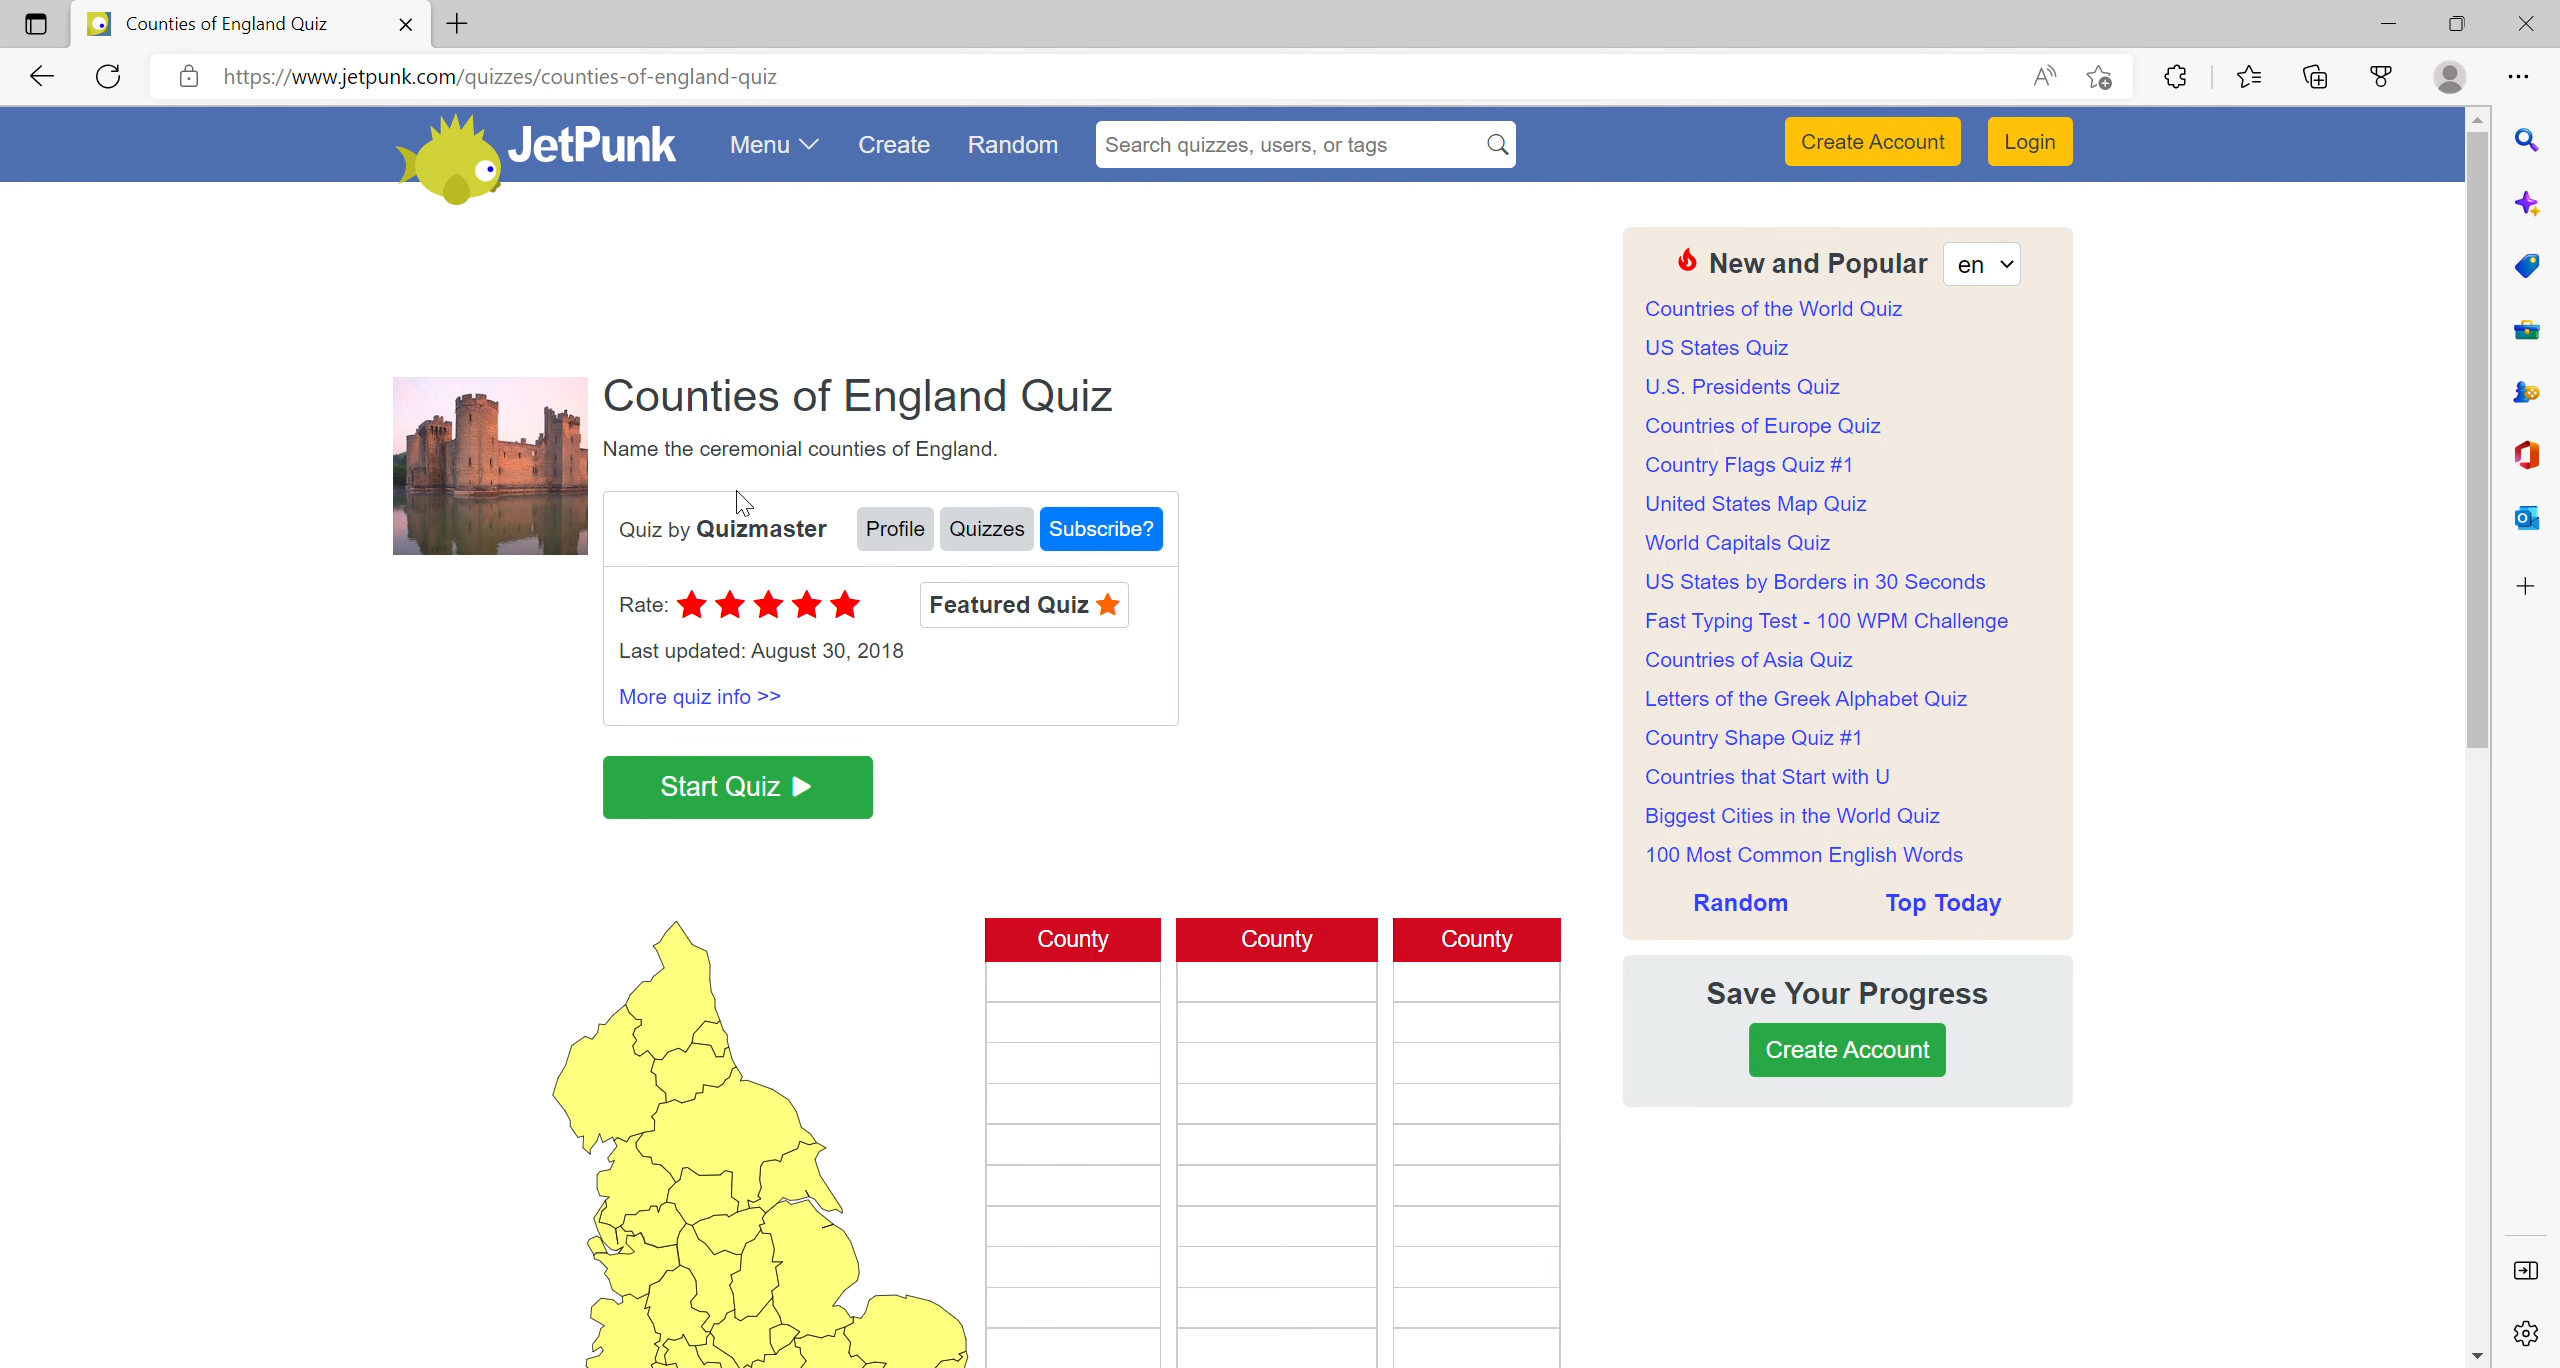 Counties of England Quiz
https://www.jetpunk.com/quizzes/counties-of-england-quiz
JetPunk
Menu
Create
Random
Search quizzes, users, or tags
Create Account
Login
Counties of England Quiz
Name the ceremonial counties of England.
Quiz by Quizmaster
Profile
Quizzes
Subscribe?
Rate:
Featured Quiz
Last updated: August 30, 2018
More quiz info >>
Start Quiz
County
County
County
New and Popular
en
Countries of the World Quiz
US States Quiz
U.S. Presidents Quiz
Countries of Europe Quiz
Country Flags Quiz #1
United States Map Quiz
World Capitals Quiz
US States by Borders in 30 Seconds
Fast Typing Test - 100 WPM Challenge
Countries of Asia Quiz
Letters of the Greek Alphabet Quiz
Country Shape Quiz #1
Countries that Start with U
Biggest Cities in the World Quiz
100 Most Common English Words
Random
Top Today
Save Your Progress
Create Account